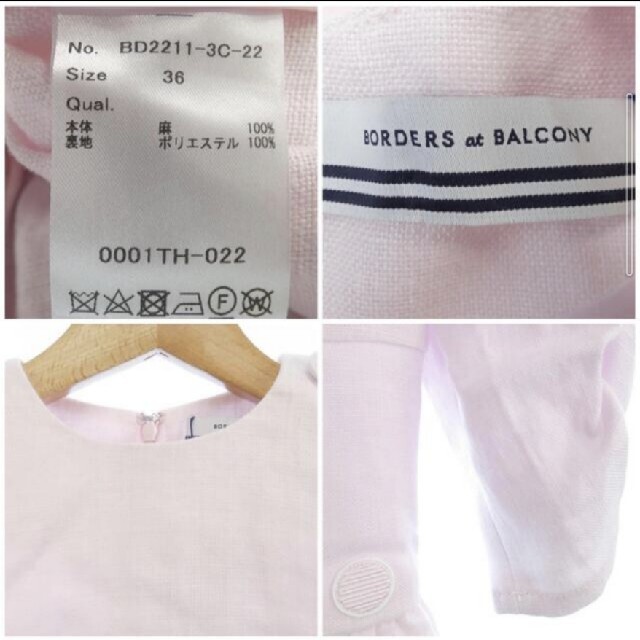 No. BD2211-3C-22
Size 36
Qual.
本体 麻 100%
裏地 ポリエステル 100%
0001TH-022
F W
BORDERS at BALCONY
BOR